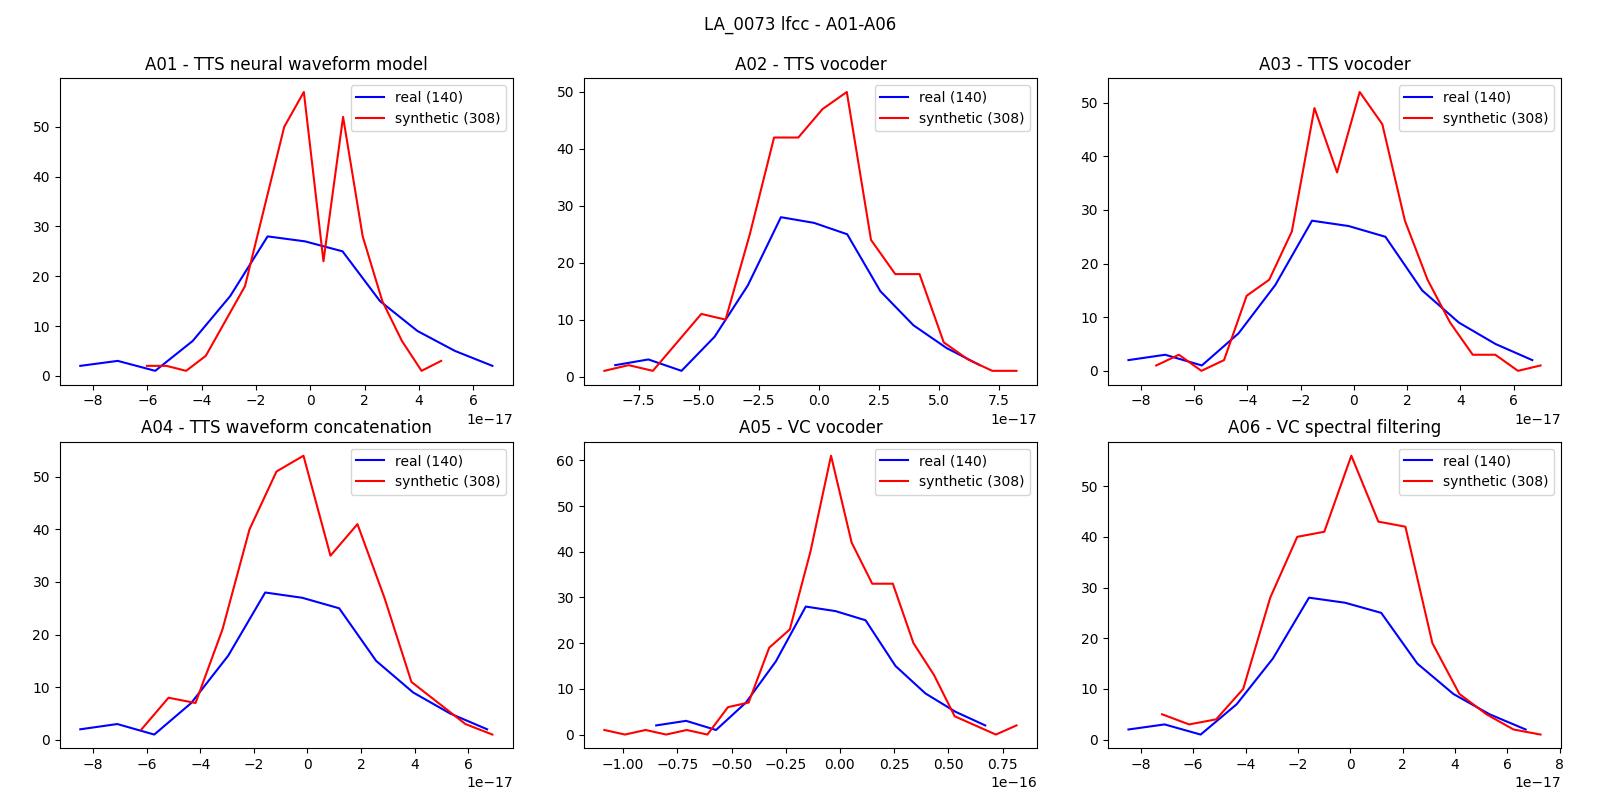 LA_0073 lfcc - A01-A06
A01 - TTS neural waveform model
real (140)
synthetic (308)
50
40
30
20
10
0
−8 −6 −4 −2 0 2 4 6
1e−17
A02 - TTS vocoder
real (140)
synthetic (308)
50
40
30
20
10
0
−7.5 −5.0 −2.5 0.0 2.5 5.0 7.5
1e−17
A03 - TTS vocoder
real (140)
synthetic (308)
50
40
30
20
10
0
−8 −6 −4 −2 0 2 4 6
1e−17
A04 - TTS waveform concatenation
real (140)
synthetic (308)
50
40
30
20
10
0
−8 −6 −4 −2 0 2 4 6
1e−17
A05 - VC vocoder
real (140)
synthetic (308)
60
50
40
30
20
10
0
−1.00 −0.75 −0.50 −0.25 0.00 0.25 0.50 0.75
1e−16
A06 - VC spectral filtering
real (140)
synthetic (308)
50
40
30
20
10
0
−8 −6 −4 −2 0 2 4 6 8
1e−17